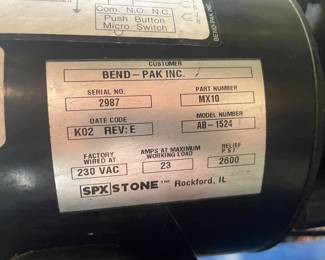 Com. N.O. N.C.
Push Button
Micro Switch
BEND-PAK INC.
CUSTOMER
BEND-PAK INC.
SERIAL NO. PART NUMBER
2987 MX10
DATE CODE MODEL NUMBER
K02 REV:E AB-1524
FACTORY WIRED AT AMPS AT MAXIMUM WORKING LOAD RELIEF P.S.I.
230 VAC 23 2600
SPX STONE™ Rockford, IL